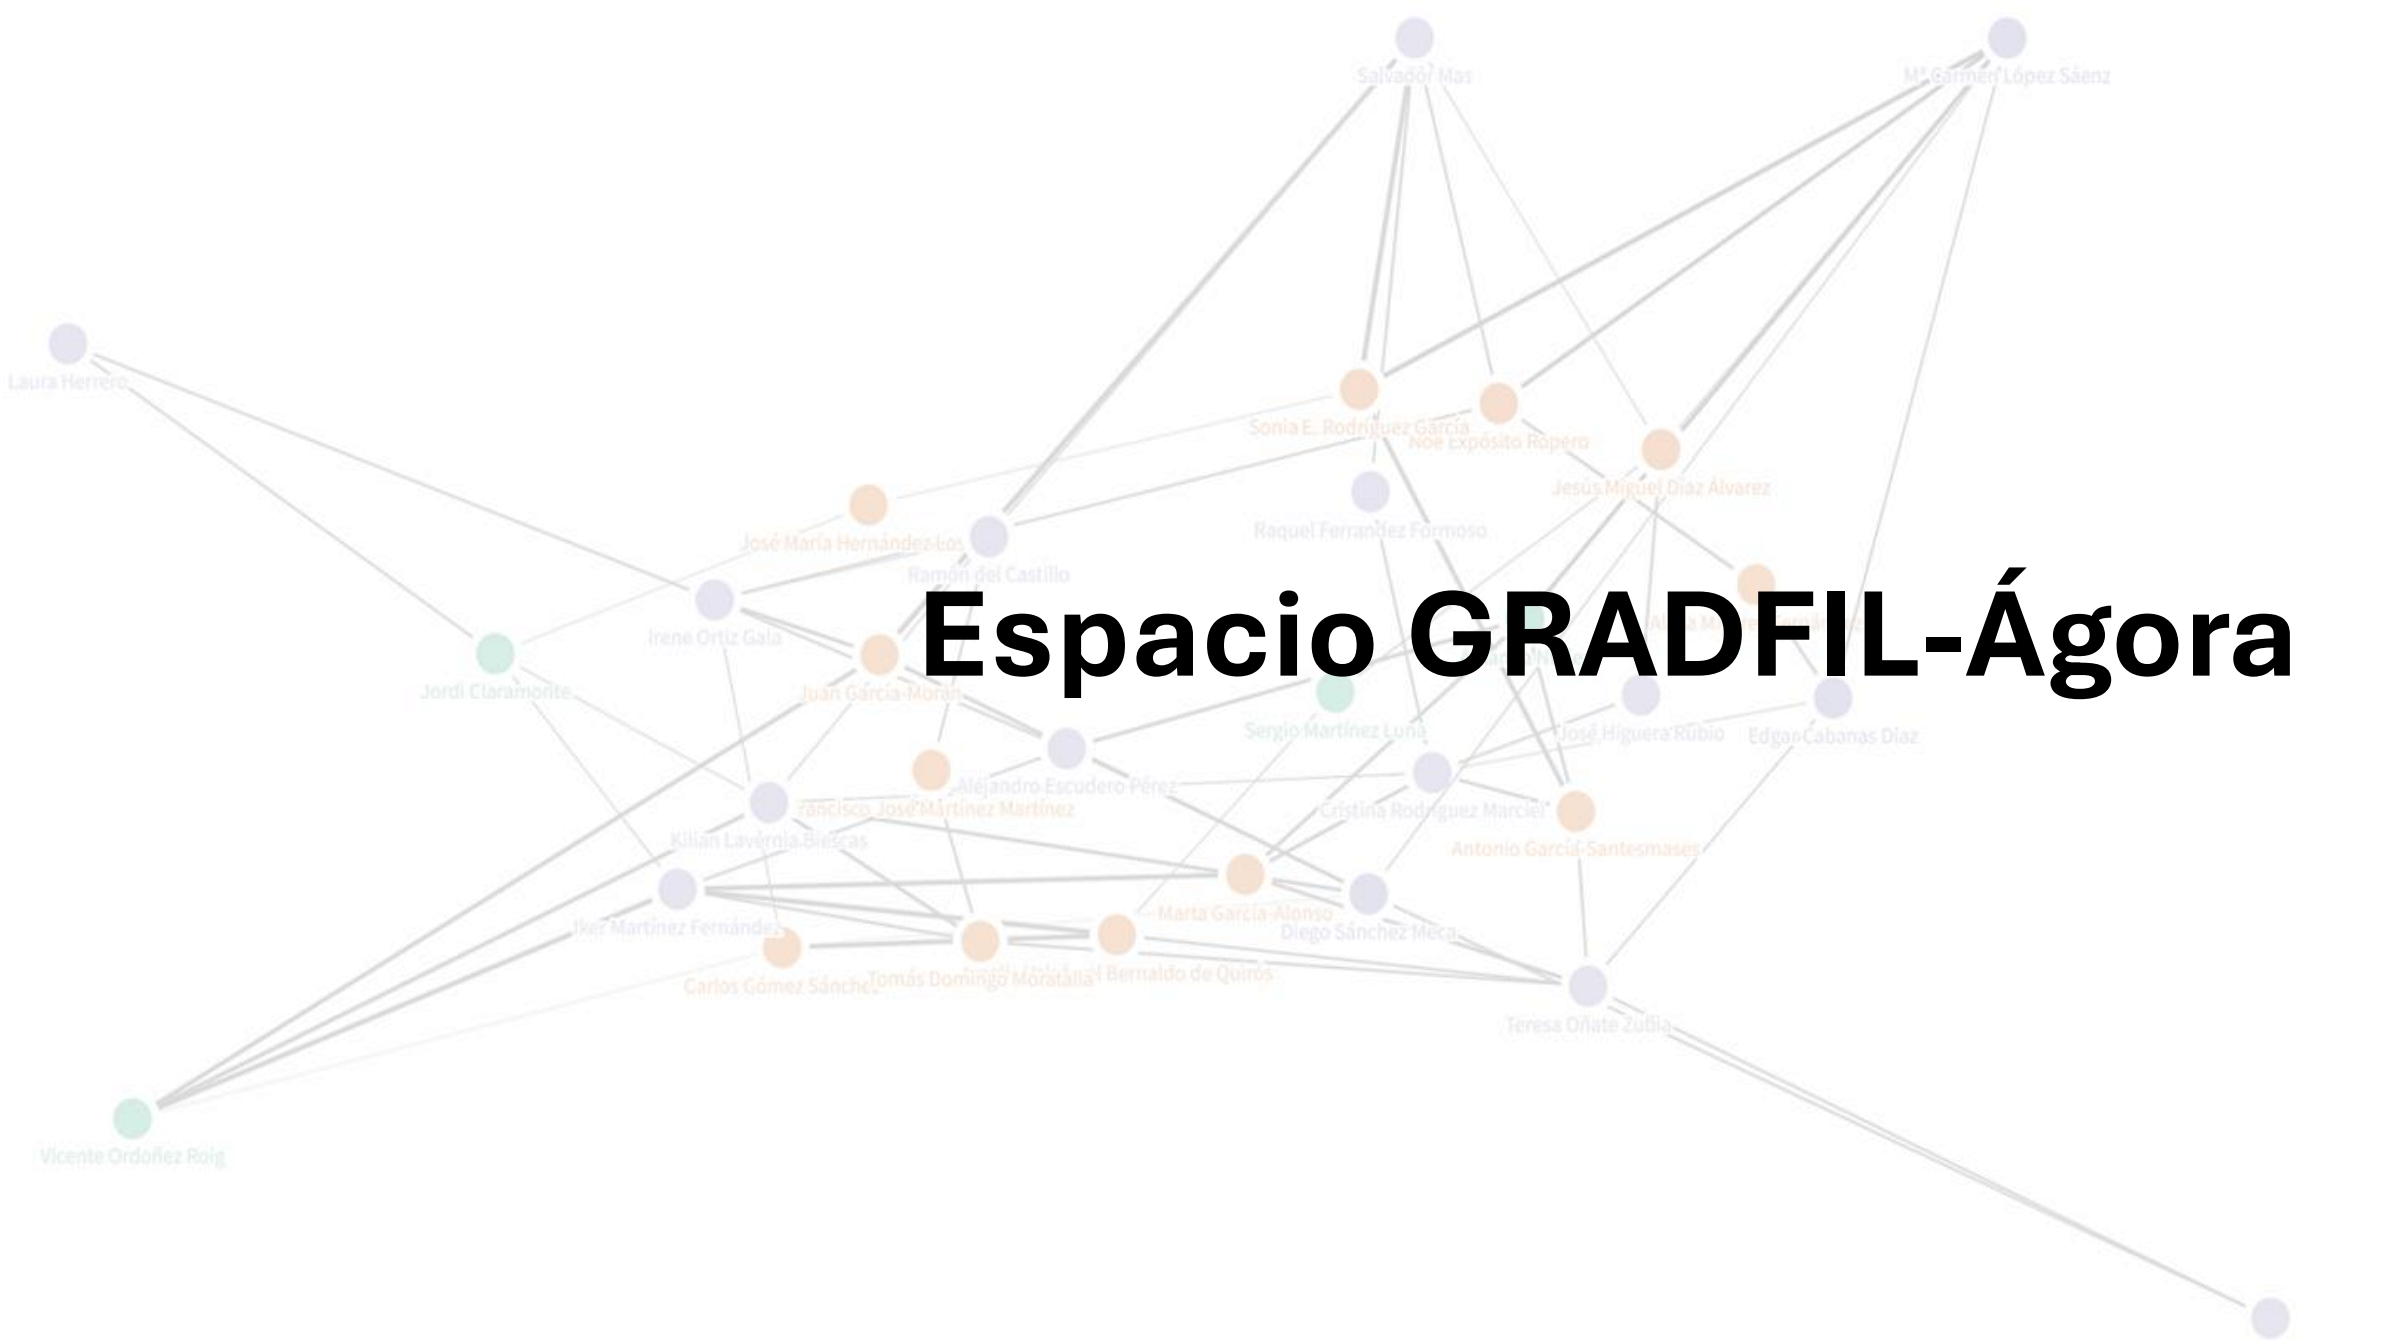 Salvador Mas
Mª Carmen López Sáenz
Laura Herrero
Sonia E. Rodríguez García
Noé Expósito Ropero
Jesús Miguel Díaz Álvarez
Raquel Ferrandez Formoso
José María Hernández Los
Ramón del Castillo
Espacio GRADFIL-Ágora
Irene Ortiz Gala
Jordi Claramonte
Juan García-Morán
Sergio Martínez Luna
José Higuera Rubio
Edgar Cabanas Díaz
Alejandro Escudero Pérez
Francisco José Martínez Martínez
Cristina Rodríguez Marciel
Kilian Lavernia Biescas
Antonio García-Santesmases
Marta García-Alonso
Iker Martínez Fernández
Diego Sánchez Meca
Carlos Gómez Sánchez
Tomás Domingo Moratalla
Bernaldo de Quirós
Teresa Oñate Zubía
Vicente Ordoñez Roig